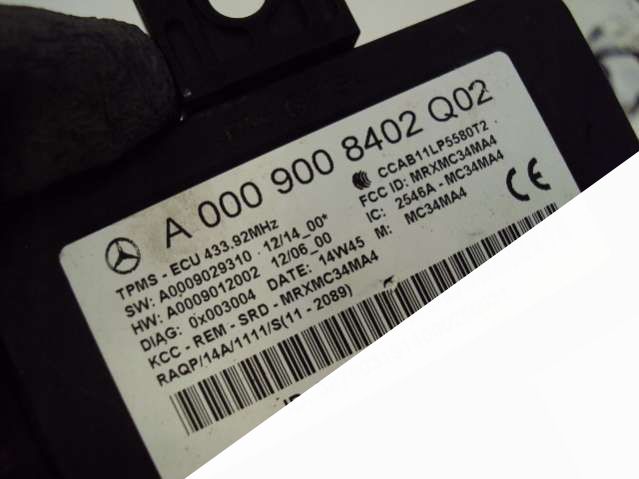 A 000 900 8402 Q02
TPMS - ECU 433.92MHz
SW: A0009029310 12/14_00*
HW: A0009012002 12/06_00
DIAG: 0x003004 DATE: 14W45
KCC - REM - SRD - MRXMC34MA4
RAQP/14A/1111/S(11 - 2089)
CCAB11LP5580T2
FCC ID: MRXMC34MA4
IC: 2546A - MC34MA4
M: MC34MA4
CE